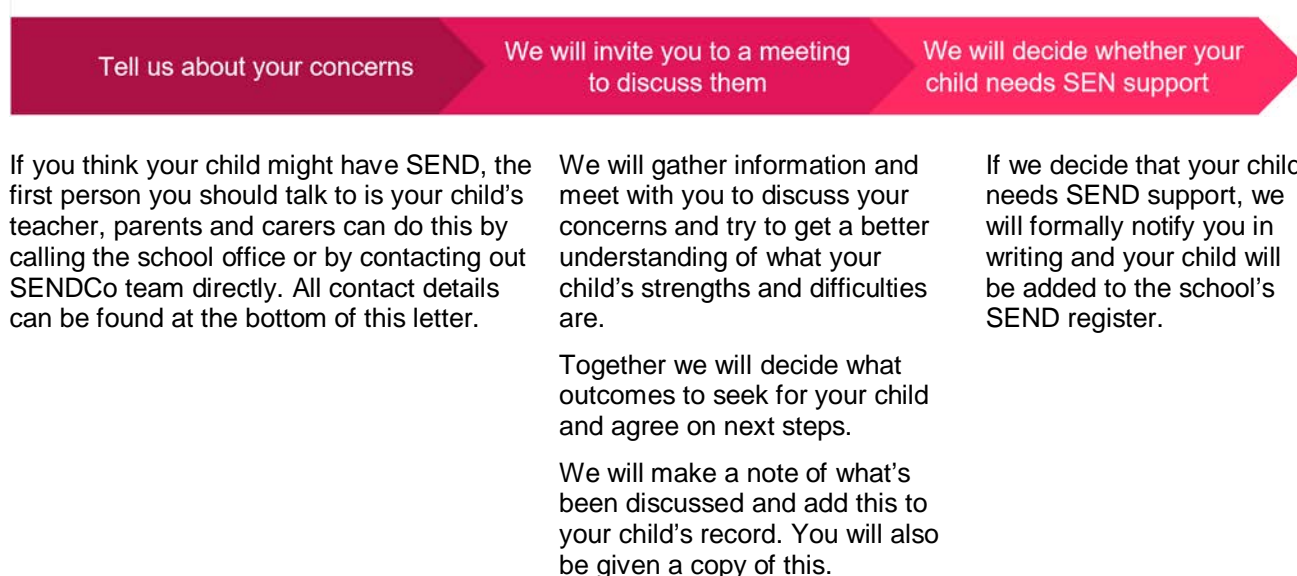 Tell us about your concerns
We will invite you to a meeting
to discuss them
We will decide whether your
child needs SEN support
If you think your child might have SEND, the
first person you should talk to is your child’s
teacher, parents and carers can do this by
calling the school office or by contacting out
SENDCo team directly. All contact details
can be found at the bottom of this letter.
We will gather information and
meet with you to discuss your
concerns and try to get a better
understanding of what your
child’s strengths and difficulties
are.
Together we will decide what
outcomes to seek for your child
and agree on next steps.
We will make a note of what’s
been discussed and add this to
your child’s record. You will also
be given a copy of this.
If we decide that your child
needs SEND support, we
will formally notify you in
writing and your child will
be added to the school’s
SEND register.